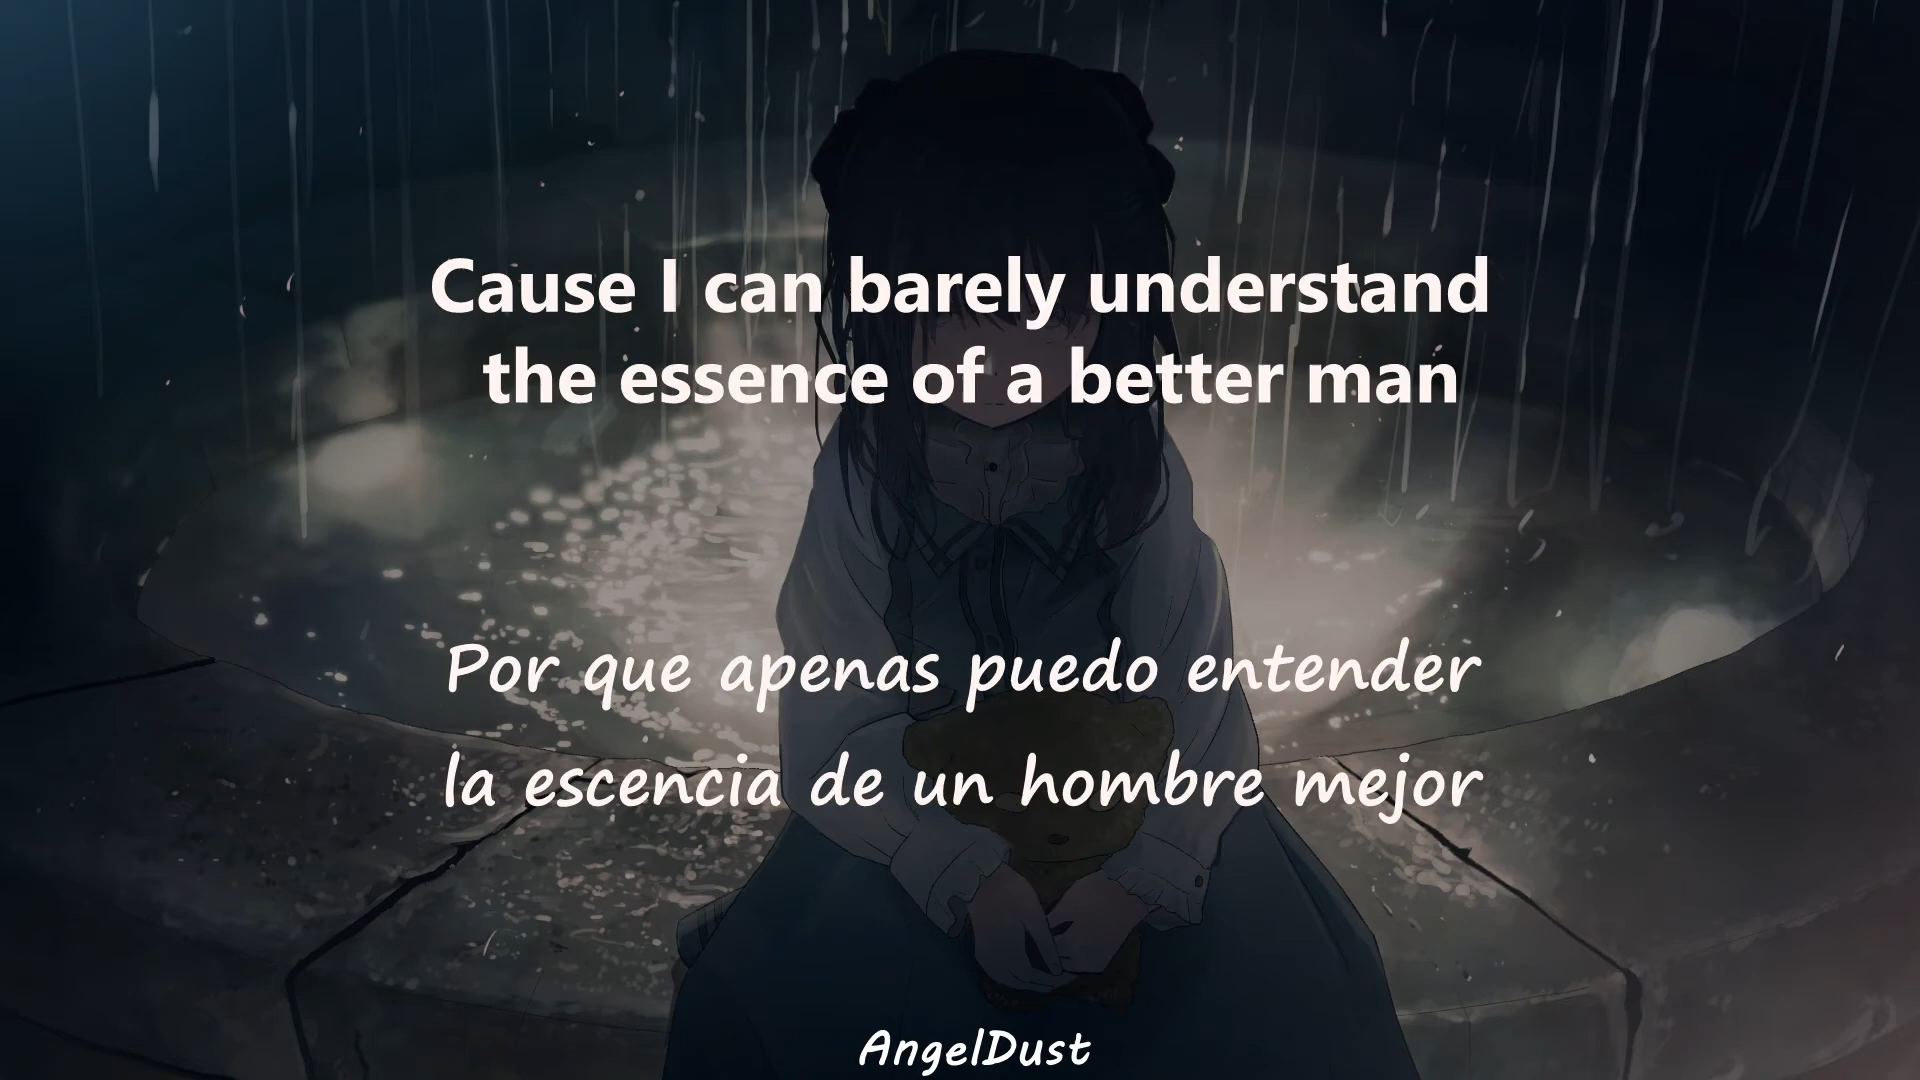 Cause I can barely understand
the essence of a better man
Por que apenas puedo entender
la escencia de un hombre mejor
AngelDust